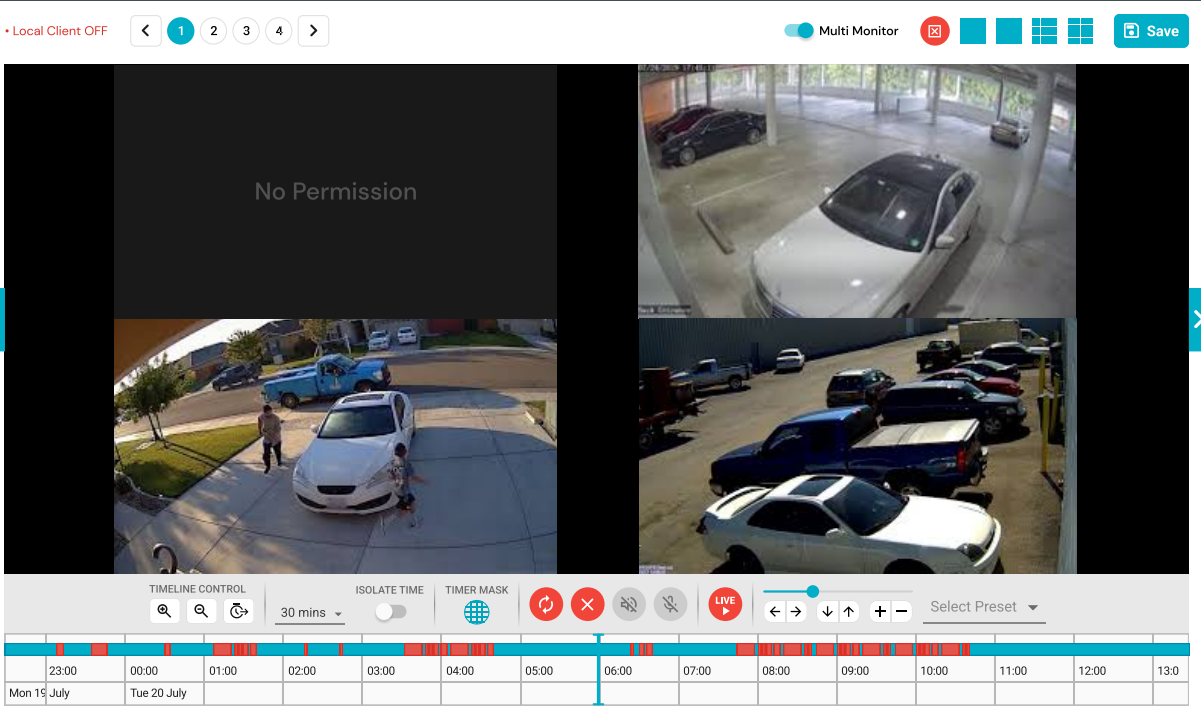 • Local Client OFF
1
2
3
4
Multi Monitor
Save
No Permission
TIMELINE CONTROL
ISOLATE TIME
TIMER MASK
30 mins
LIVE
Select Preset
23:00
00:00
01:00
02:00
03:00
04:00
05:00
06:00
07:00
08:00
09:00
10:00
11:00
12:00
13:0
Mon 19 July
Tue 20 July